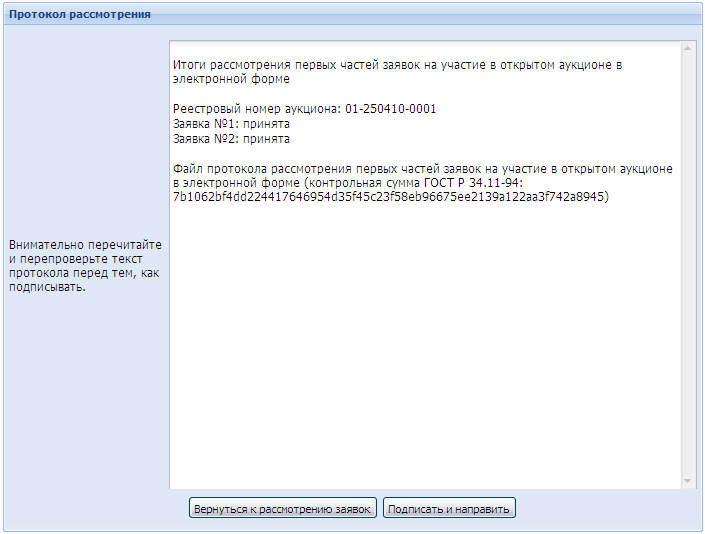 Протокол рассмотрения
Итоги рассмотрения первых частей заявок на участие в открытом аукционе в
электронной форме
Реестровый номер аукциона: 01-250410-0001
Заявка №1: принята
Заявка №2: принята
Файл протокола рассмотрения первых частей заявок на участие в открытом аукционе
в электронной форме (контрольная сумма ГОСТ Р 34.11-94:
7b1062bf4dd224417646954d35f45c23f58eb96675ee2139a122aa3f742a8945)
Внимательно перечитайте
и перепроверьте текст
протокола перед тем, как
подписывать.
Вернуться к рассмотрению заявок
Подписать и направить